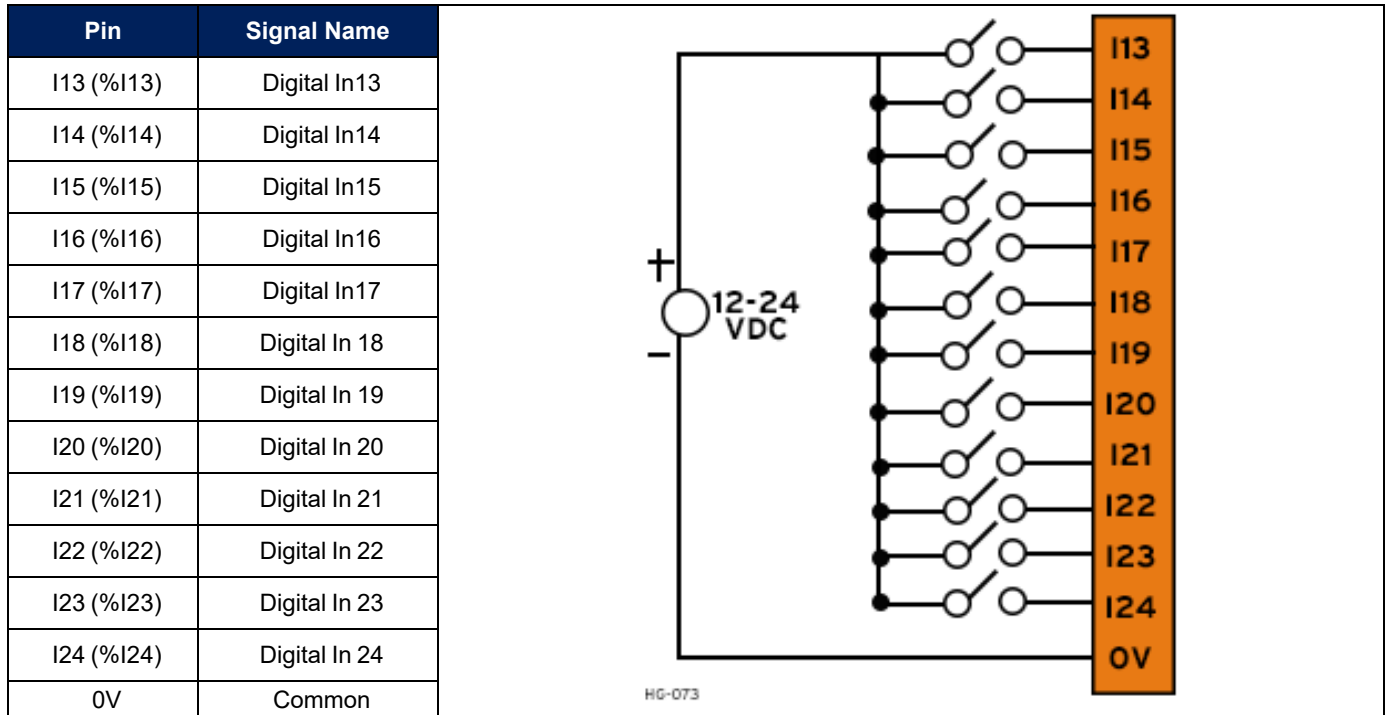 Pin Signal Name
I13 (%I13) Digital In13
I14 (%I14) Digital In14
I15 (%I15) Digital In15
I16 (%I16) Digital In16
I17 (%I17) Digital In17
I18 (%I18) Digital In 18
I19 (%I19) Digital In 19
I20 (%I20) Digital In 20
I21 (%I21) Digital In 21
I22 (%I22) Digital In 22
I23 (%I23) Digital In 23
I24 (%I24) Digital In 24
0V Common
+
12-24
VDC
−
I13
I14
I15
I16
I17
I18
I19
I20
I21
I22
I23
I24
0V
HG-073